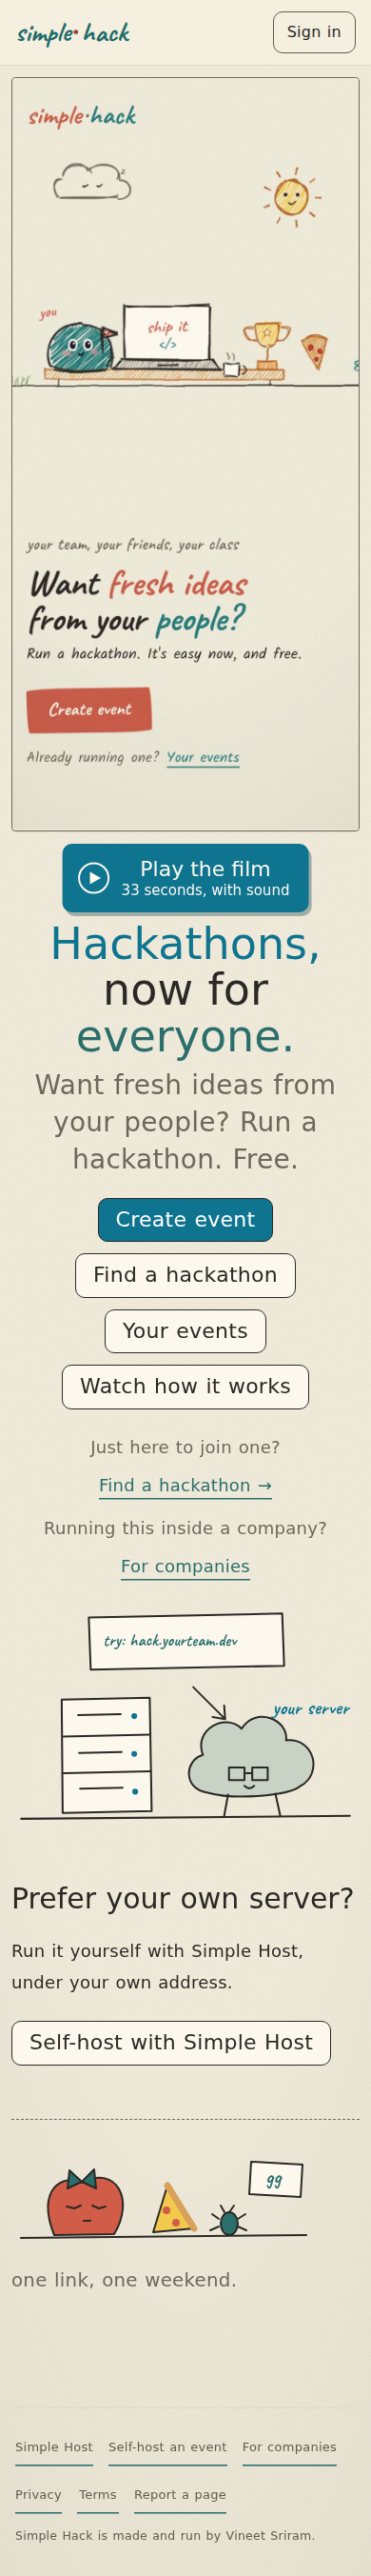 simple·hack
Sign in
simple·hack
z
you
ship it
</>
your team, your friends, your class
Want fresh ideas
from your people?
Run a hackathon. It's easy now, and free.
Create event
Already running one? Your events
Play the film
33 seconds, with sound
Hackathons,
now for
everyone.
Want fresh ideas from
your people? Run a
hackathon. Free.
Create event
Find a hackathon
Your events
Watch how it works
Just here to join one?
Find a hackathon →
Running this inside a company?
For companies
try: hack.yourteam.dev
your server
Prefer your own server?
Run it yourself with Simple Host,
under your own address.
Self-host with Simple Host
gg
one link, one weekend.
Simple Host Self-host an event For companies
Privacy Terms Report a page
Simple Hack is made and run by Vineet Sriram.